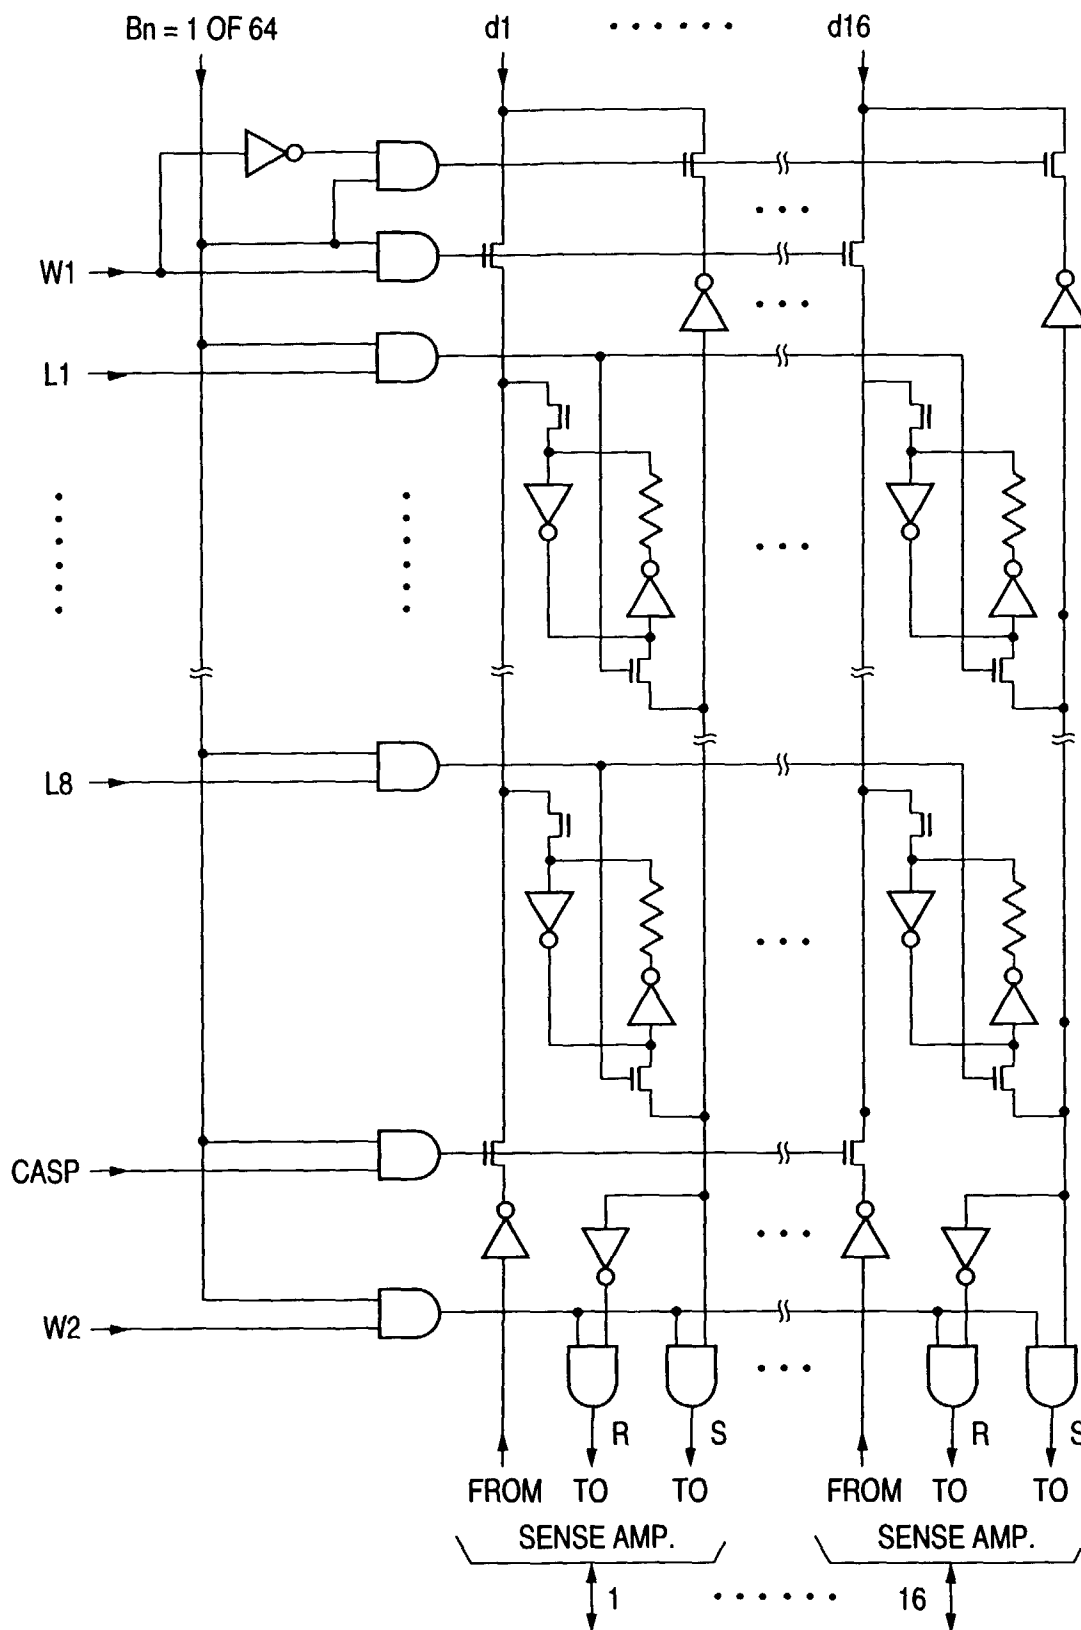 Bn = 1 OF 64 d1 d16
W1
L1
L8
CASP
W2
R S R S
FROM TO TO FROM TO TO
SENSE AMP. SENSE AMP.
1 16